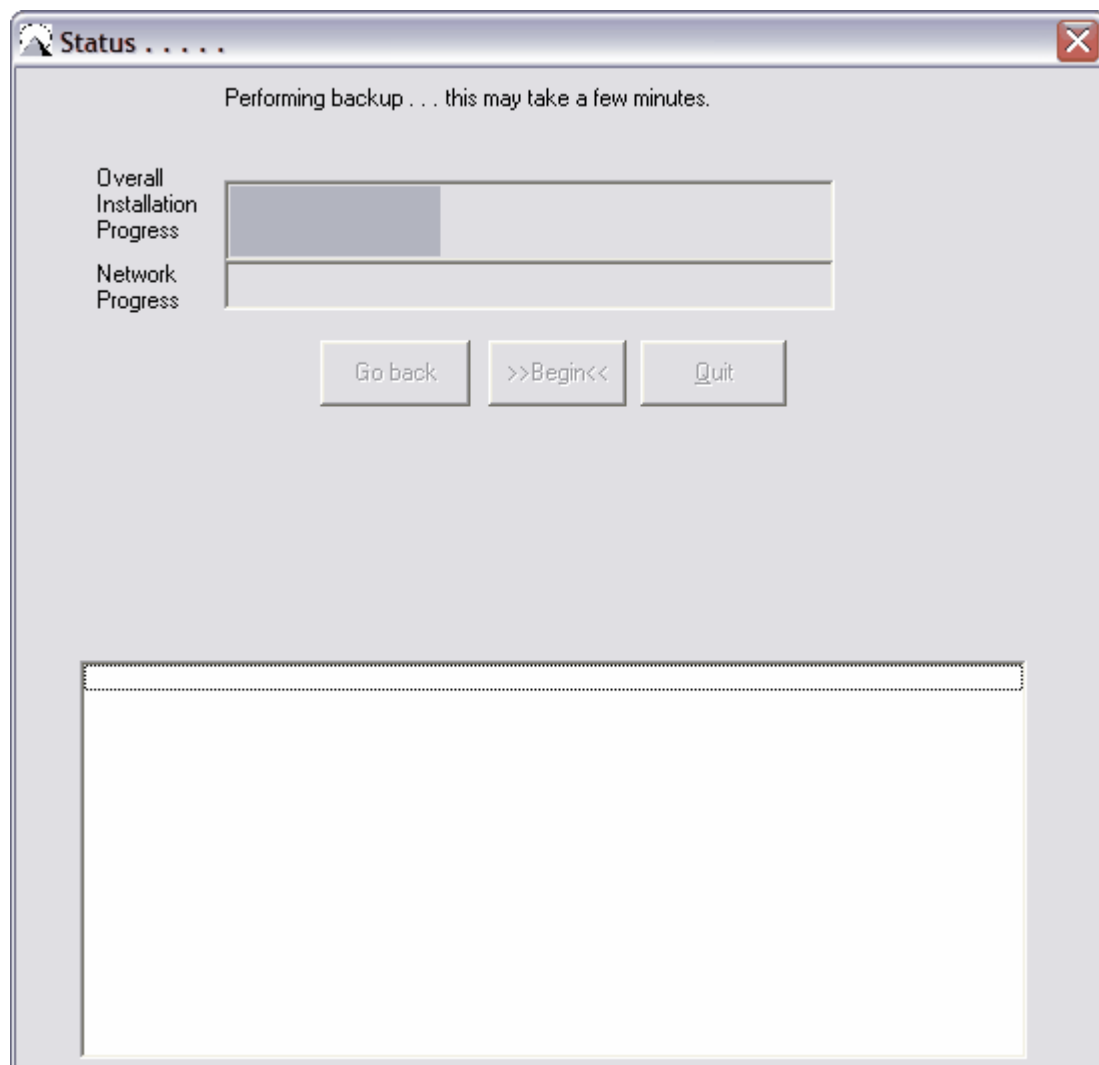 Status . . . . .
Performing backup . . . this may take a few minutes.
Overall
Installation
Progress
Network
Progress
Go back
>>Begin<<
Quit